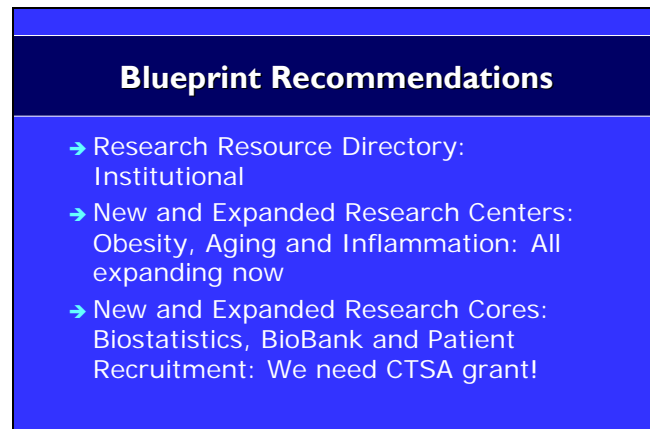 Blueprint Recommendations
→ Research Resource Directory:
Institutional
→ New and Expanded Research Centers:
Obesity, Aging and Inflammation: All
expanding now
→ New and Expanded Research Cores:
Biostatistics, BioBank and Patient
Recruitment: We need CTSA grant!